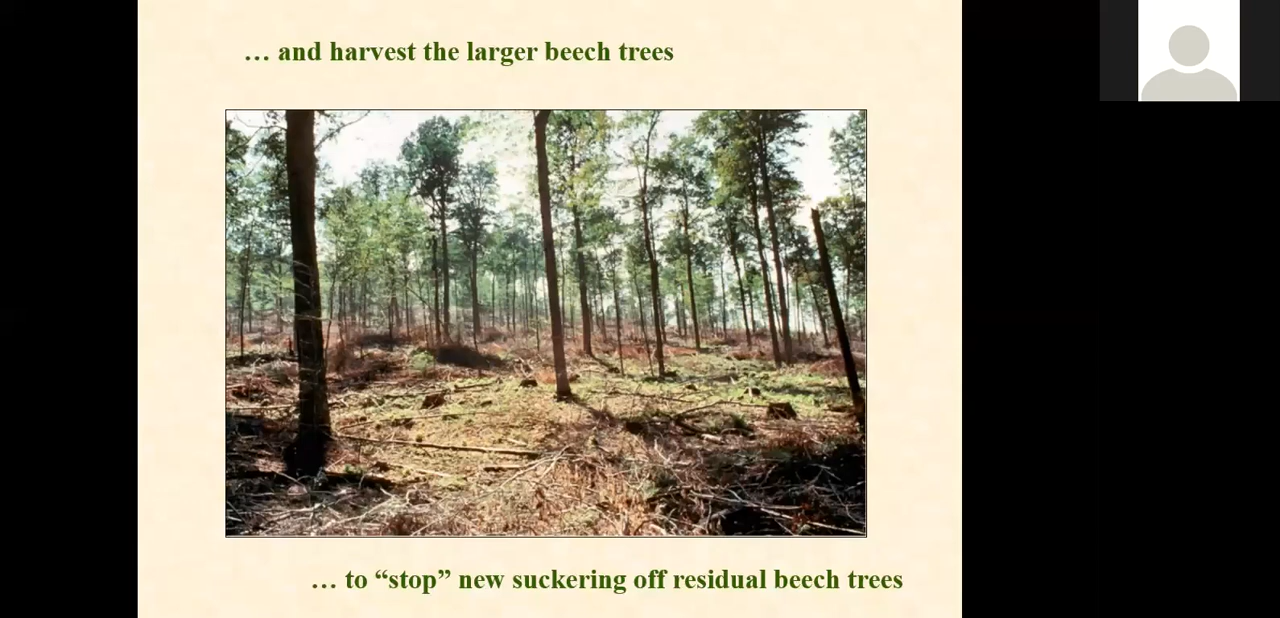 … and harvest the larger beech trees
… to “stop” new suckering off residual beech trees